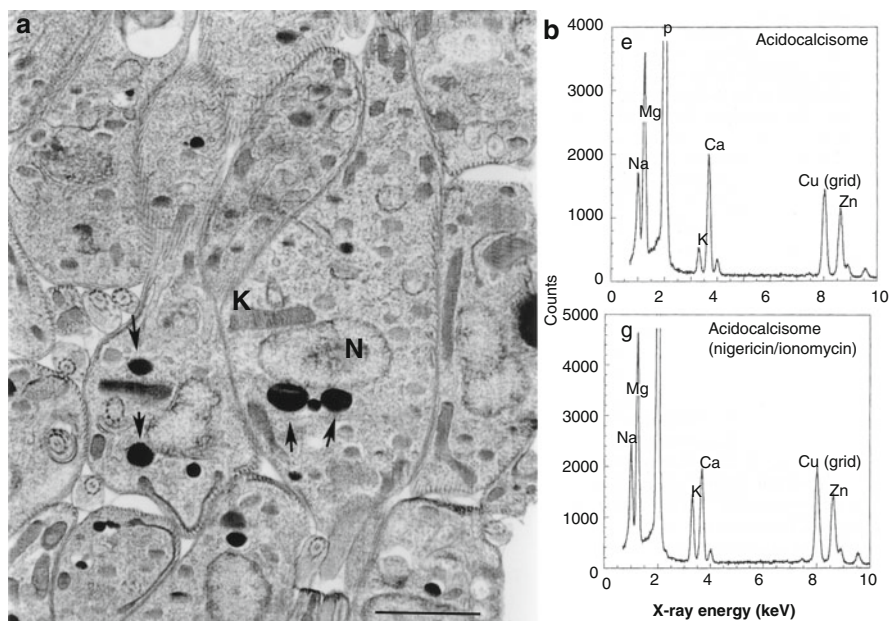 a
K
N
b
Counts
e
p
Acidocalcisome
4000
3000
2000
1000
0
Mg
Na
Ca
K
Cu (grid)
Zn
0 2 4 6 8 10
g
Acidocalcisome
(nigericin/ionomycin)
5000
4000
3000
2000
1000
0
Mg
Na
Ca
K
Cu (grid)
Zn
0 2 4 6 8 10
X-ray energy (keV)